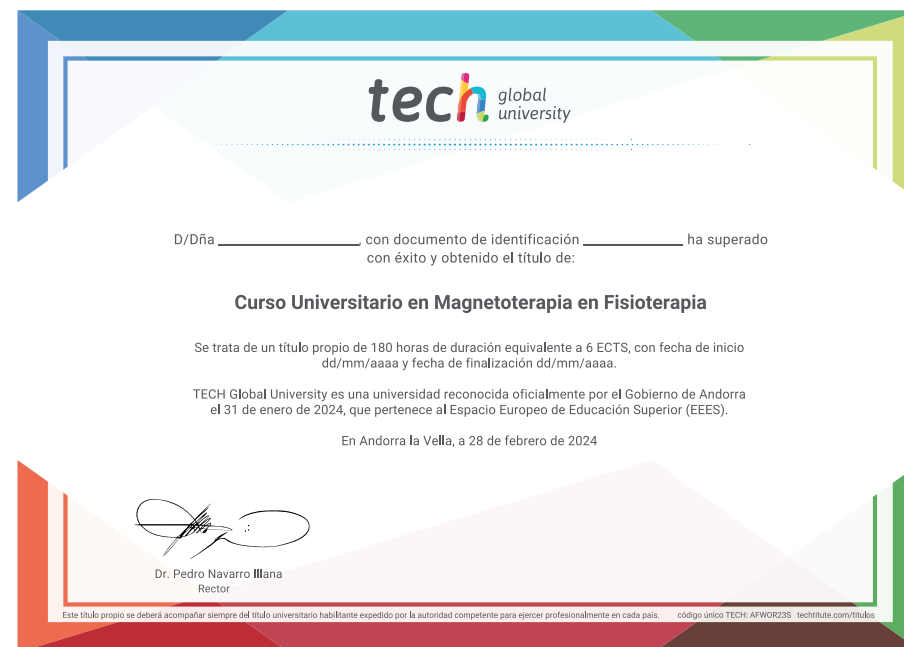 tech global university
D/Dña ____________________, con documento de identificación ______________ ha superado
con éxito y obtenido el título de:
Curso Universitario en Magnetoterapia en Fisioterapia
Se trata de un título propio de 180 horas de duración equivalente a 6 ECTS, con fecha de inicio
dd/mm/aaaa y fecha de finalización dd/mm/aaaa.
TECH Global University es una universidad reconocida oficialmente por el Gobierno de Andorra
el 31 de enero de 2024, que pertenece al Espacio Europeo de Educación Superior (EEES).
En Andorra la Vella, a 28 de febrero de 2024
Dr. Pedro Navarro Illana
Rector
Este título propio se deberá acompañar siempre del título universitario habilitante expedido por la autoridad competente para ejercer profesionalmente en cada país. código único TECH: AFWOR23S techtitute.com/titulos